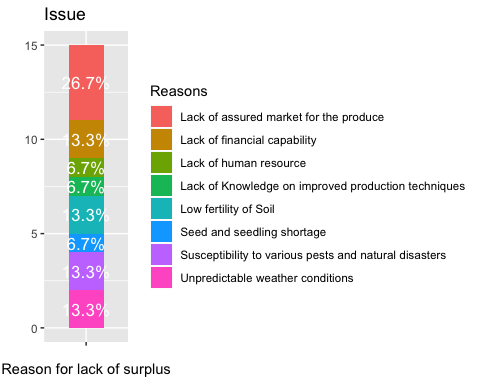 Issue
15
10
5
0
26.7%
13.3%
6.7%
6.7%
13.3%
6.7%
13.3%
13.3%
Reason for lack of surplus
Reasons
Lack of assured market for the produce
Lack of financial capability
Lack of human resource
Lack of Knowledge on improved production techniques
Low fertility of Soil
Seed and seedling shortage
Susceptibility to various pests and natural disasters
Unpredictable weather conditions